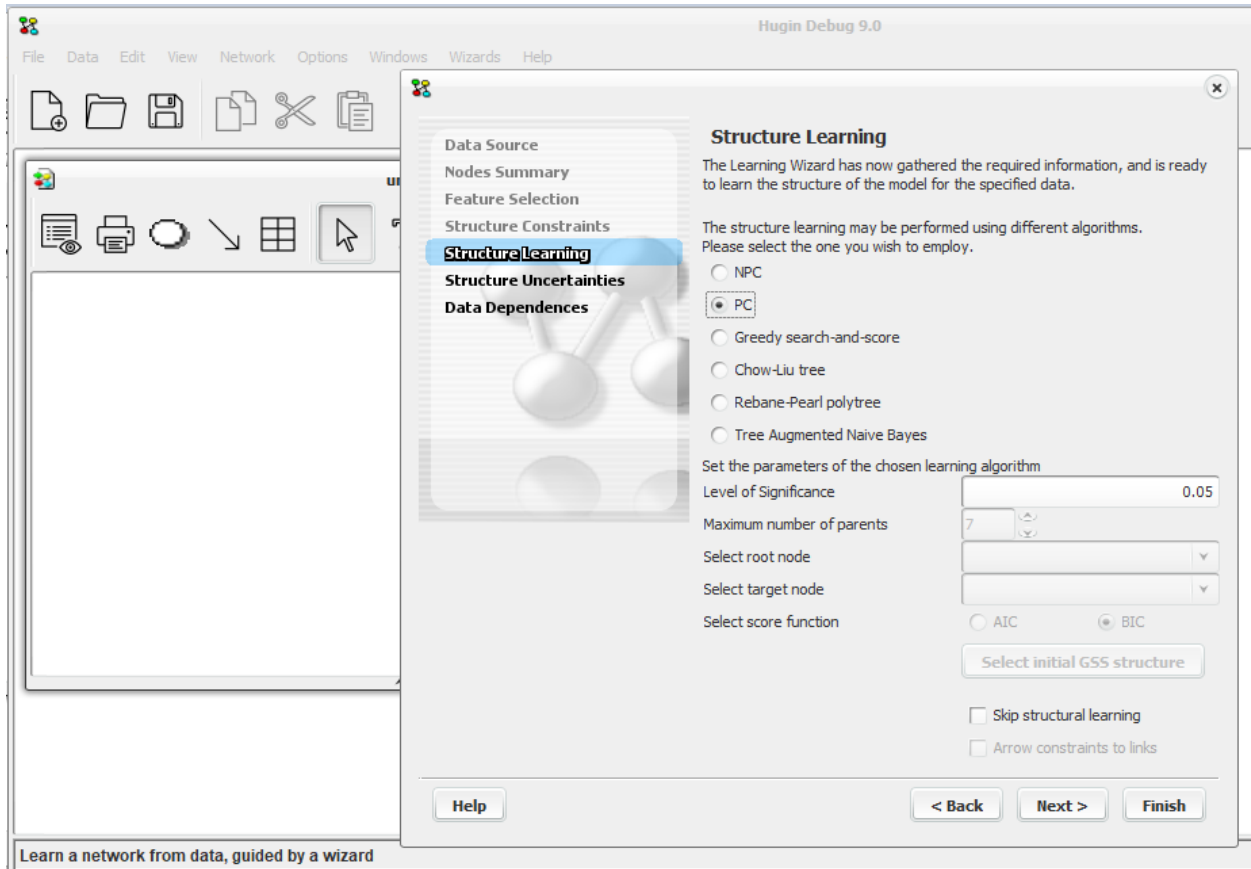 Hugin Debug 9.0
File Data Edit View Network Options Windows Wizards Help
Data Source
Nodes Summary
Feature Selection
Structure Constraints
Structure Learning
Structure Uncertainties
Data Dependences
Structure Learning
The Learning Wizard has now gathered the required information, and is ready
to learn the structure of the model for the specified data.
The structure learning may be performed using different algorithms.
Please select the one you wish to employ.
NPC
PC
Greedy search-and-score
Chow-Liu tree
Rebane-Pearl polytree
Tree Augmented Naive Bayes
Set the parameters of the chosen learning algorithm
Level of Significance 0.05
Maximum number of parents 7
Select root node
Select target node
Select score function AIC BIC
Select initial GSS structure
Skip structural learning
Arrow constraints to links
Help < Back Next > Finish
Learn a network from data, guided by a wizard